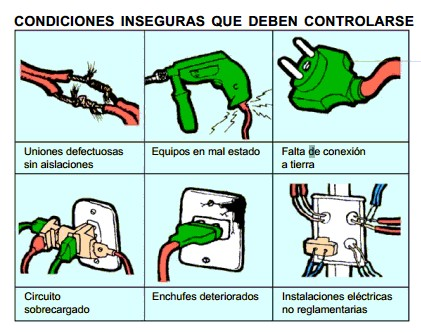 CONDICIONES INSEGURAS QUE DEBEN CONTROLARSE
Uniones defectuosas
sin aislaciones
Equipos en mal estado
Falta de conexión
a tierra
Circuito
sobrecargado
Enchufes deteriorados
Instalaciones eléctricas
no reglamentarias